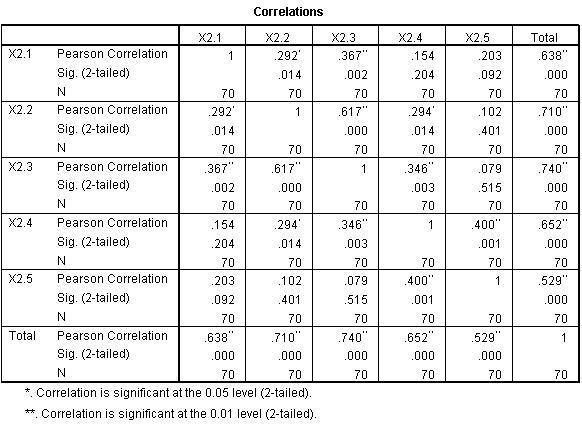 Correlations
X2.1 X2.2 X2.3 X2.4 X2.5 Total
X2.1 Pearson Correlation 1 .292* .367** .154 .203 .638**
Sig. (2-tailed) .014 .002 .204 .092 .000
N 70 70 70 70 70 70
X2.2 Pearson Correlation .292* 1 .617** .294* .102 .710**
Sig. (2-tailed) .014 .000 .014 .401 .000
N 70 70 70 70 70 70
X2.3 Pearson Correlation .367** .617** 1 .346** .079 .740**
Sig. (2-tailed) .002 .000 .003 .515 .000
N 70 70 70 70 70 70
X2.4 Pearson Correlation .154 .294* .346** 1 .400** .652**
Sig. (2-tailed) .204 .014 .003 .001 .000
N 70 70 70 70 70 70
X2.5 Pearson Correlation .203 .102 .079 .400** 1 .529**
Sig. (2-tailed) .092 .401 .515 .001 .000
N 70 70 70 70 70 70
Total Pearson Correlation .638** .710** .740** .652** .529** 1
Sig. (2-tailed) .000 .000 .000 .000 .000
N 70 70 70 70 70 70
*. Correlation is significant at the 0.05 level (2-tailed).
**. Correlation is significant at the 0.01 level (2-tailed).